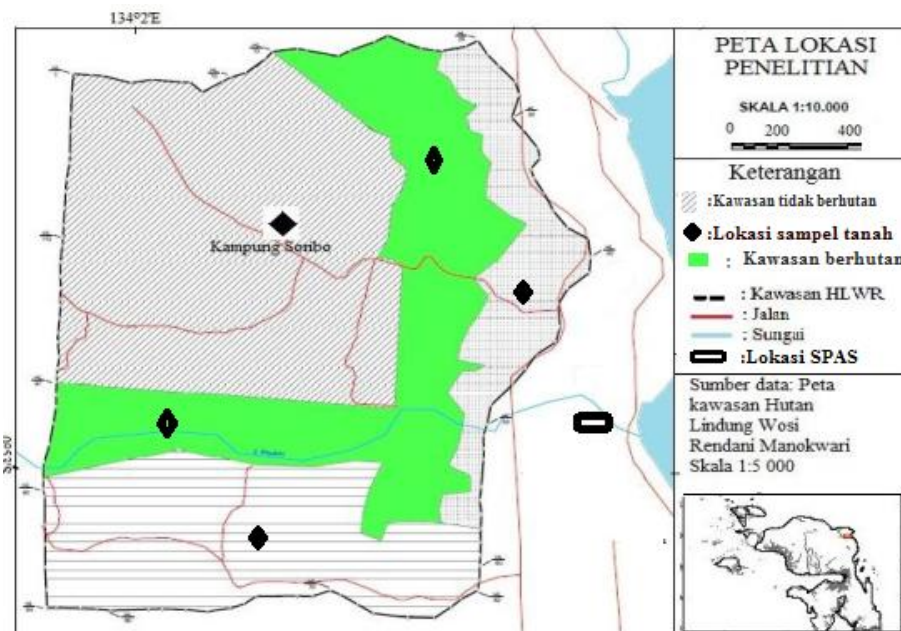 134°2'E
PETA LOKASI
PENELITIAN
SKALA 1:10.000
0 200 400
Keterangan
:Kawasan tidak berhutan
:Lokasi sampel tanah
: Kawasan berhutan
: Kawasan HLWR
: Jalan
: Sungai
:Lokasi SPAS
Sumber data: Peta
kawasan Hutan
Lindung Wosi
Rendani Manokwari
Skala 1:5 000
Kampung Soribo